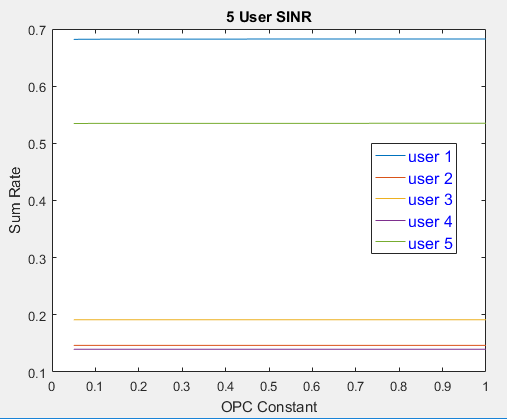 5 User SINR
0.7
0.6
0.5
0.4
0.3
0.2
0.1
Sum Rate
user 1
user 2
user 3
user 4
user 5
0 0.1 0.2 0.3 0.4 0.5 0.6 0.7 0.8 0.9 1
OPC Constant